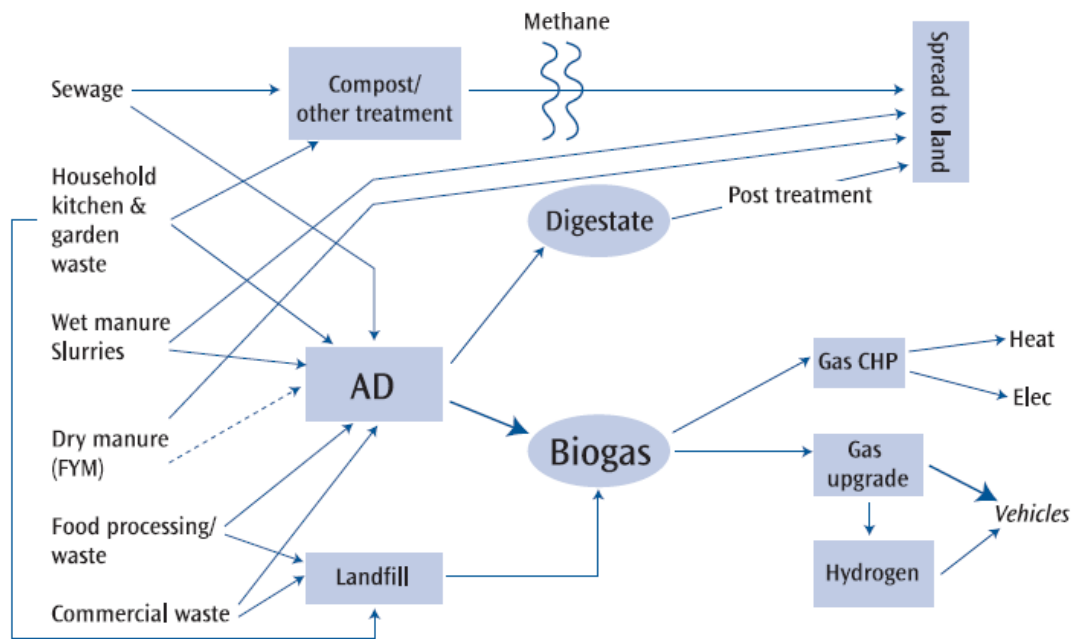 Methane
Sewage
Compost/
other treatment
Spread to land
Household
kitchen &
garden
waste
Post treatment
Digestate
Wet manure
Slurries
AD
Gas CHP
Heat
Elec
Dry manure
(FYM)
Biogas
Gas
upgrade
Vehicles
Food processing/
waste
Landfill
Hydrogen
Commercial waste